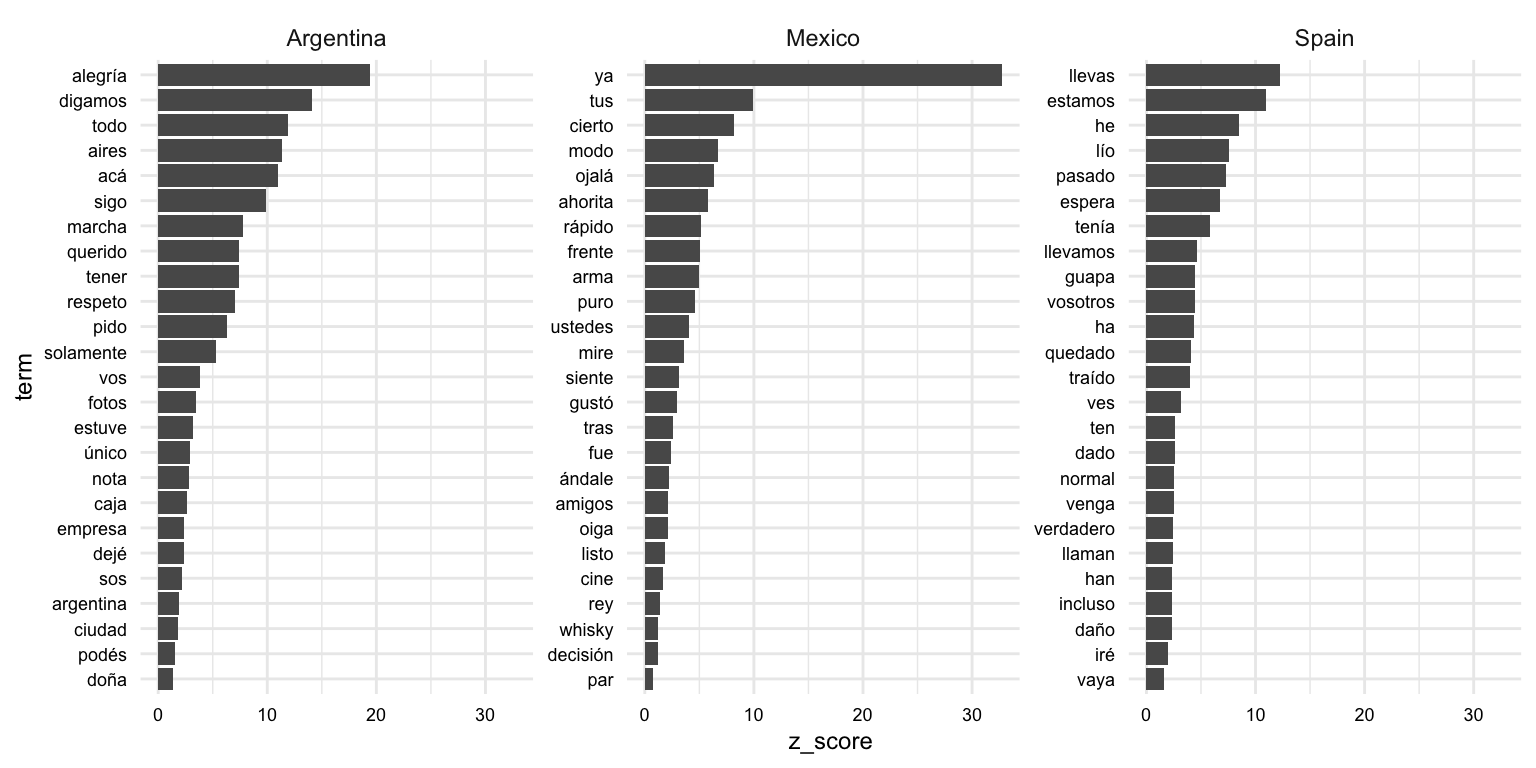 Argentina
Mexico
Spain
term
alegría
digamos
todo
aires
acá
sigo
marcha
querido
tener
respeto
pido
solamente
vos
fotos
estuve
único
nota
caja
empresa
dejé
sos
argentina
ciudad
podés
doña
0 10 20 30
ya
tus
cierto
modo
ojalá
ahorita
rápido
frente
arma
puro
ustedes
mire
siente
gustó
tras
fue
ándale
amigos
oiga
listo
cine
rey
whisky
decisión
par
0 10 20 30
llevas
estamos
he
lío
pasado
espera
tenía
llevamos
guapa
vosotros
ha
quedado
traído
ves
ten
dado
normal
venga
verdadero
llaman
han
incluso
daño
iré
vaya
0 10 20 30
z_score